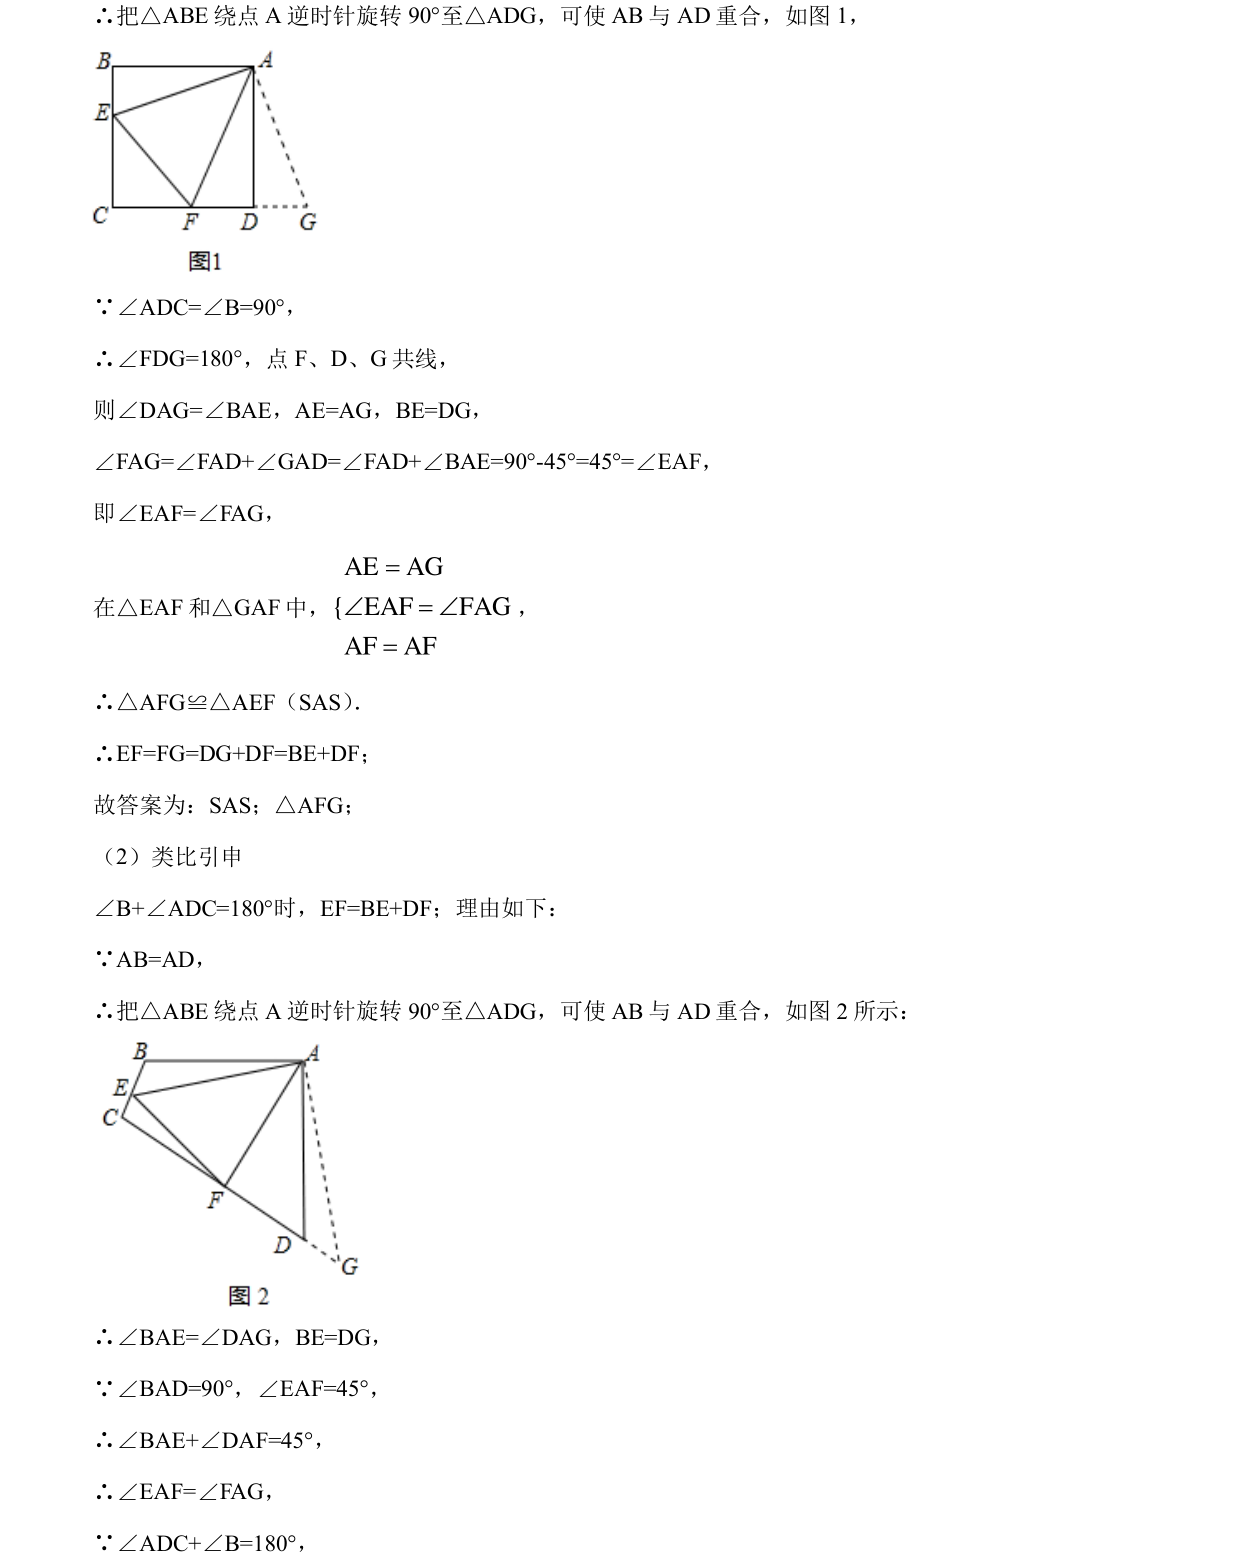 ∴把△ABE绕点A逆时针旋转90°至△ADG，可使AB与AD重合，如图1，
B A
E
C F D G
图1
∵∠ADC=∠B=90°，
∴∠FDG=180°，点F、D、G共线，
则∠DAG=∠BAE，AE=AG，BE=DG，
∠FAG=∠FAD+∠GAD=∠FAD+∠BAE=90°-45°=45°=∠EAF，
即∠EAF=∠FAG，
AE = AG
在△EAF和△GAF中，{∠EAF = ∠FAG，
AF = AF
∴△AFG≌△AEF（SAS）．
∴EF=FG=DG+DF=BE+DF；
故答案为：SAS；△AFG；
（2）类比引申
∠B+∠ADC=180°时，EF=BE+DF；理由如下：
∵AB=AD，
∴把△ABE绕点A逆时针旋转90°至△ADG，可使AB与AD重合，如图2所示：
B A
E
C
F
D
G
图 2
∴∠BAE=∠DAG，BE=DG，
∵∠BAD=90°，∠EAF=45°，
∴∠BAE+∠DAF=45°，
∴∠EAF=∠FAG，
∵∠ADC+∠B=180°，